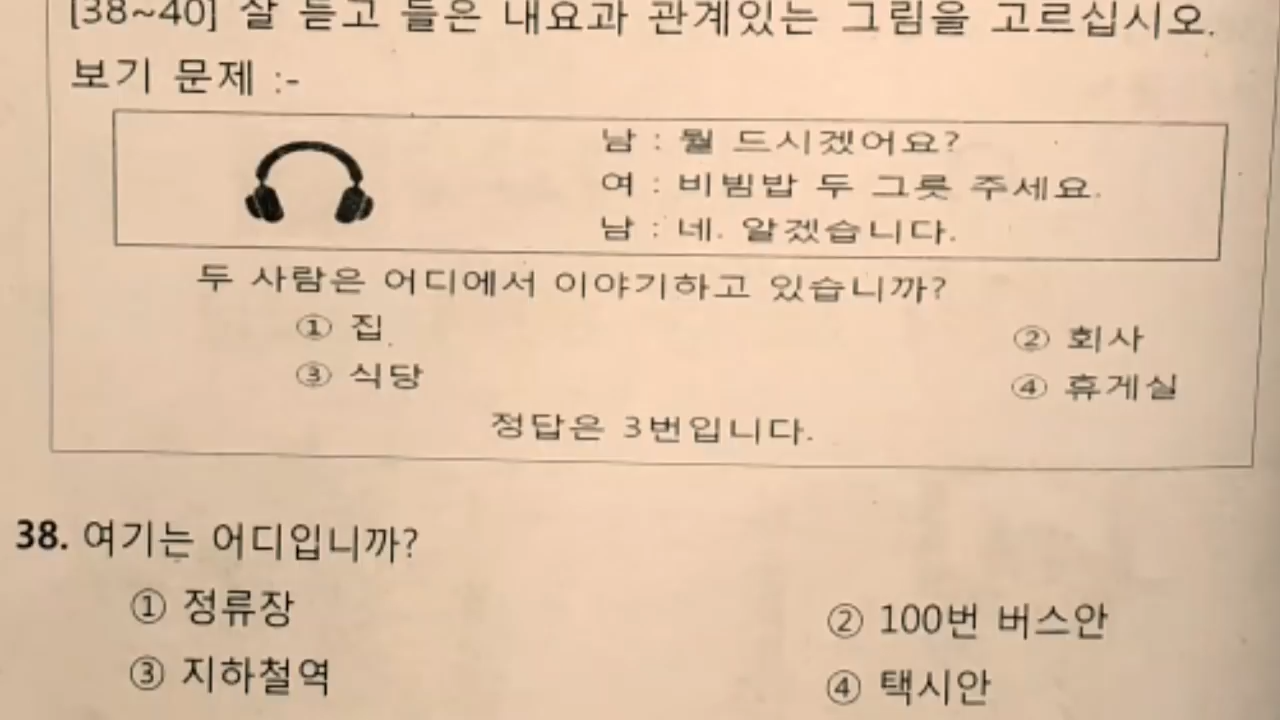 [38~40] 살 듣고 들은 내요과 관계있는 그림을 고르십시오.
보기 문제 :-
남 : 뭘 드시겠어요?
여 : 비빔밥 두 그릇 주세요.
남 : 네. 알겠습니다.
두 사람은 어디에서 이야기하고 있습니까?
① 집. ② 회사
③ 식당 ④ 휴게실
정답은 3번입니다.
38. 여기는 어디입니까?
① 정류장 ② 100번 버스안
③ 지하철역 ④ 택시안